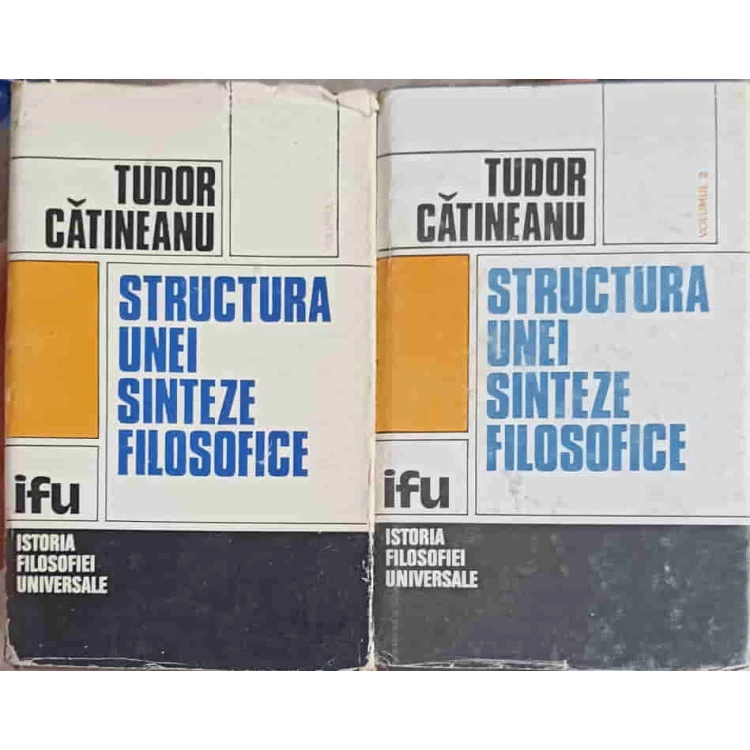 TUDOR
CĂTINEANU
STRUCTURA
UNEI
SINTEZE
FILOSOFICE
ifu
ISTORIA
FILOSOFIEI
UNIVERSALE
TUDOR
CĂTINEANU
VOLUMUL 2
STRUCTURA
UNEI
SINTEZE
FILOSOFICE
ifu
ISTORIA
FILOSOFIEI
UNIVERSALE